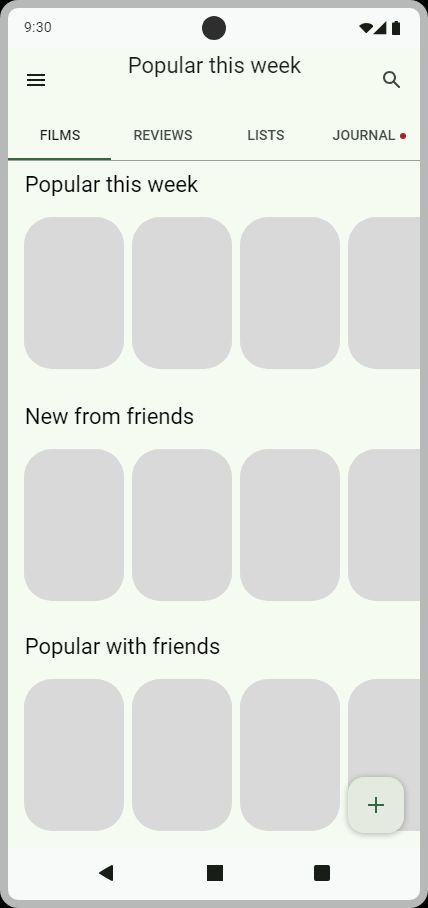 9:30
Popular this week
FILMS REVIEWS LISTS JOURNAL
Popular this week
New from friends
Popular with friends